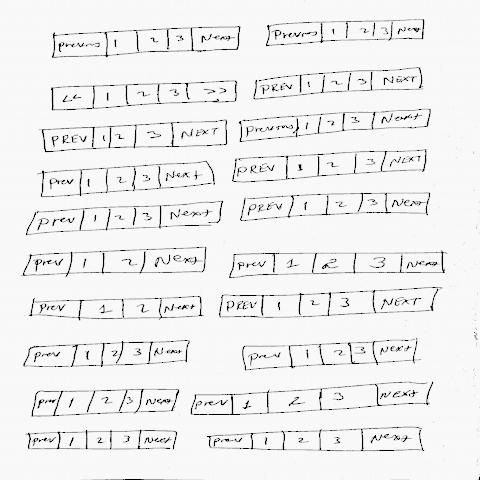 Previous 1 2 3 Next Previous 1 2 3 Next
<< 1 2 3 >> PREV 1 2 3 NEXT
PREV 1 2 3 NEXT Previous 1 2 3 Next
Prev 1 2 3 Next PREV 1 2 3 NEXT
Prev 1 2 3 Next PREV 1 2 3 Next
Prev 1 2 Next Prev 1 2 3 Next
Prev 1 2 Next PREV 1 2 3 NEXT
Prev 1 2 3 Next Prev 1 2 3 Next
Prev 1 2 3 Next Prev 1 2 3 Next
Prev 1 2 3 Next Prev 1 2 3 Next